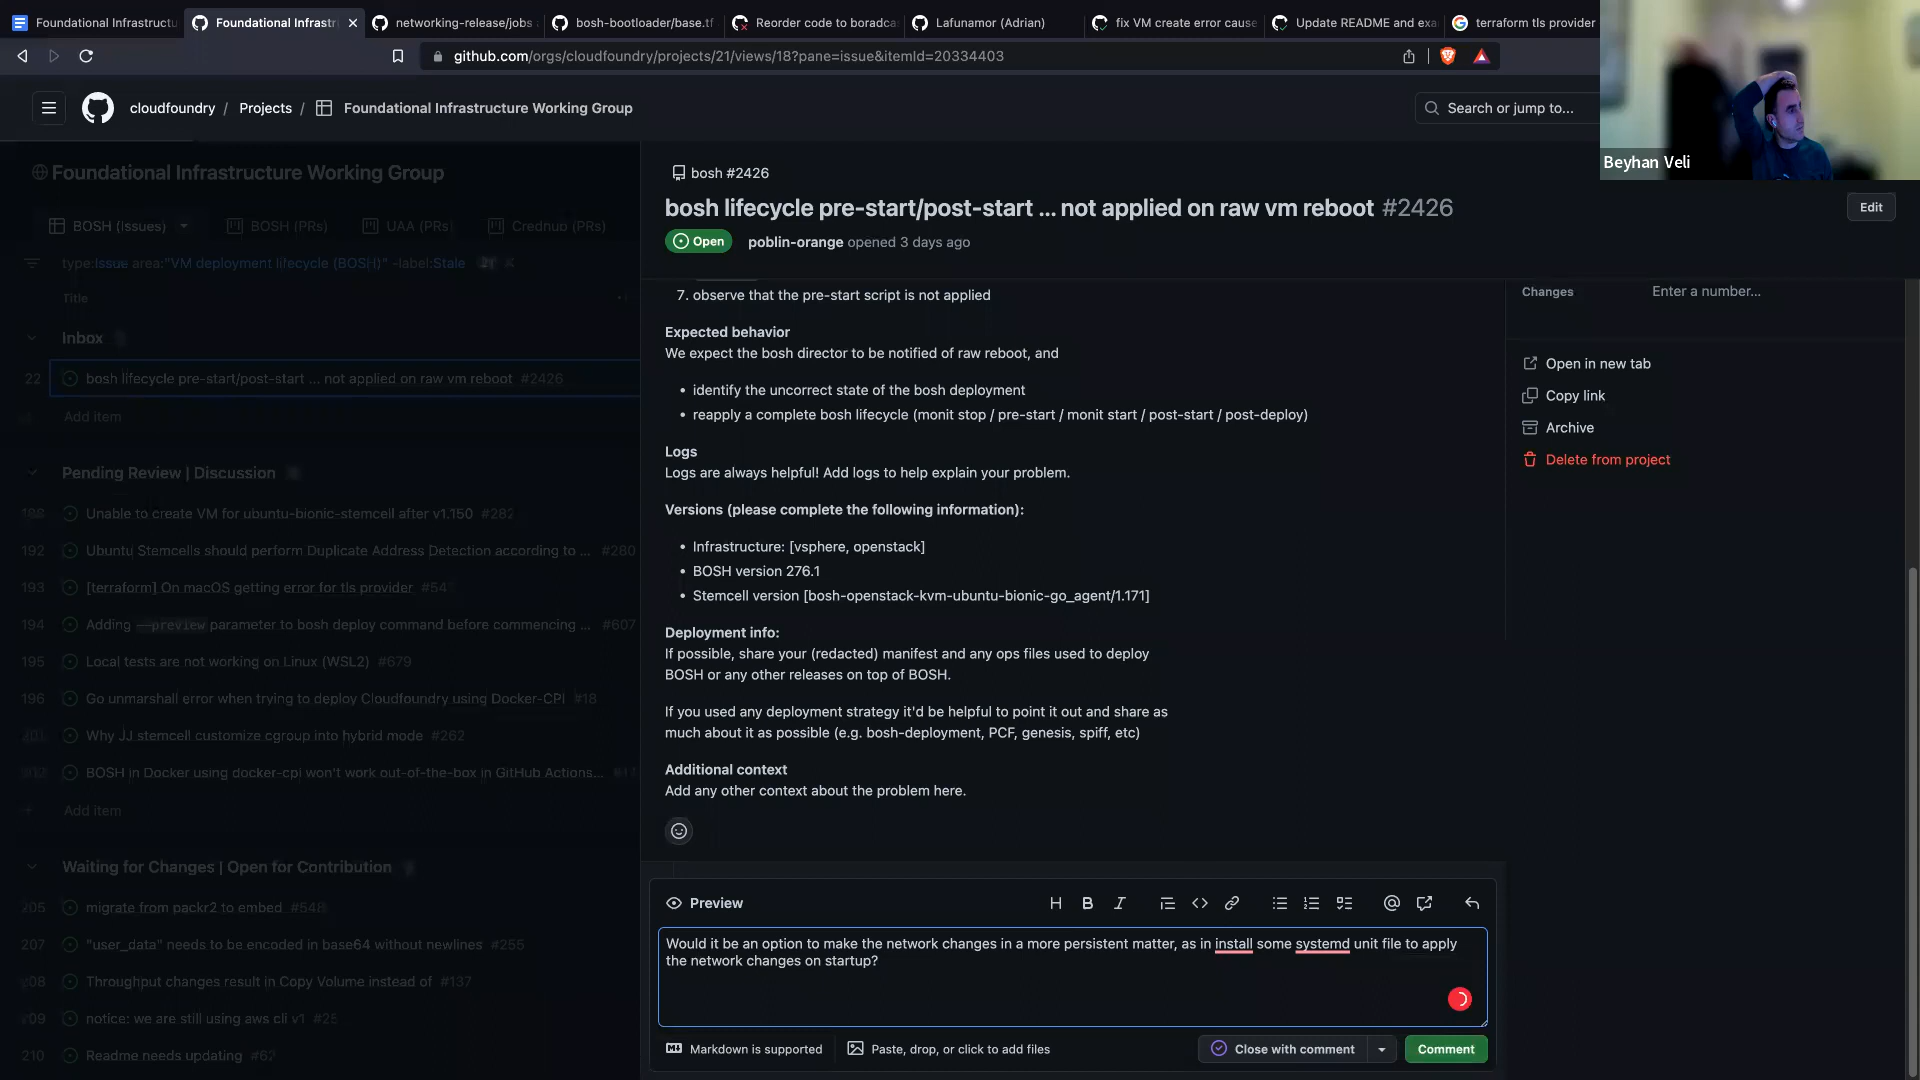 Foundational Infrastructu
Foundational Infrastr
networking-release/jobs
bosh-bootloader/base.tf
Reorder code to boradca
Lafunamor (Adrian)
fix VM create error cause
Update README and exa
terraform tls provider
github.com/orgs/cloudfoundry/projects/21/views/18?pane=issue&itemId=20334403
cloudfoundry / Projects / Foundational Infrastructure Working Group
Search or jump to...
Beyhan Veli
Foundational Infrastructure Working Group
BOSH (Issues)
BOSH (PRs)
UAA (PRs)
Credhub (PRs)
type:Issue area:"VM deployment lifecycle (BOSH)" -label:Stale 21
Title
Inbox
22 bosh lifecycle pre-start/post-start ... not applied on raw vm reboot #2426
Add item
Pending Review | Discussion
Unable to create VM for ubuntu-bionic-stemcell after v1.150 #282
192 Ubuntu Stemcells should perform Duplicate Address Detection according to ... #280
193 [terraform] On macOS getting error for tls provider
194 Adding --preview parameter to bosh deploy command before commencing ... #607
195 Local tests are not working on Linux (WSL2) #679
196 Go unmarshall error when trying to deploy Cloudfoundry using Docker-CPI #18
201 Why JJ stemcell customize cgroup into hybrid mode #262
BOSH in Docker using docker-cpi won't work out-of-the-box in GitHub Actions...
Add item
Waiting for Changes | Open for Contribution
205 migrate from packr2 to embed #548
207 "user_data" needs to be encoded in base64 without newlines #255
208 Throughput changes result in Copy Volume instead of #137
209 notice: we are still using aws cli v1
210 Readme needs updating #62
bosh #2426
bosh lifecycle pre-start/post-start ... not applied on raw vm reboot #2426
Edit
Open
poblin-orange opened 3 days ago
7. observe that the pre-start script is not applied
Expected behavior
We expect the bosh director to be notified of raw reboot, and
• identify the uncorrect state of the bosh deployment
• reapply a complete bosh lifecycle (monit stop / pre-start / monit start / post-start / post-deploy)
Logs
Logs are always helpful! Add logs to help explain your problem.
Versions (please complete the following information):
• Infrastructure: [vsphere, openstack]
• BOSH version 276.1
• Stemcell version [bosh-openstack-kvm-ubuntu-bionic-go_agent/1.171]
Deployment info:
If possible, share your (redacted) manifest and any ops files used to deploy
BOSH or any other releases on top of BOSH.
If you used any deployment strategy it'd be helpful to point it out and share as
much about it as possible (e.g. bosh-deployment, PCF, genesis, spiff, etc)
Additional context
Add any other context about the problem here.
Changes
Enter a number...
Open in new tab
Copy link
Archive
Delete from project
Preview
Would it be an option to make the network changes in a more persistent matter, as in install some systemd unit file to apply
the network changes on startup?
Markdown is supported
Paste, drop, or click to add files
Close with comment
Comment